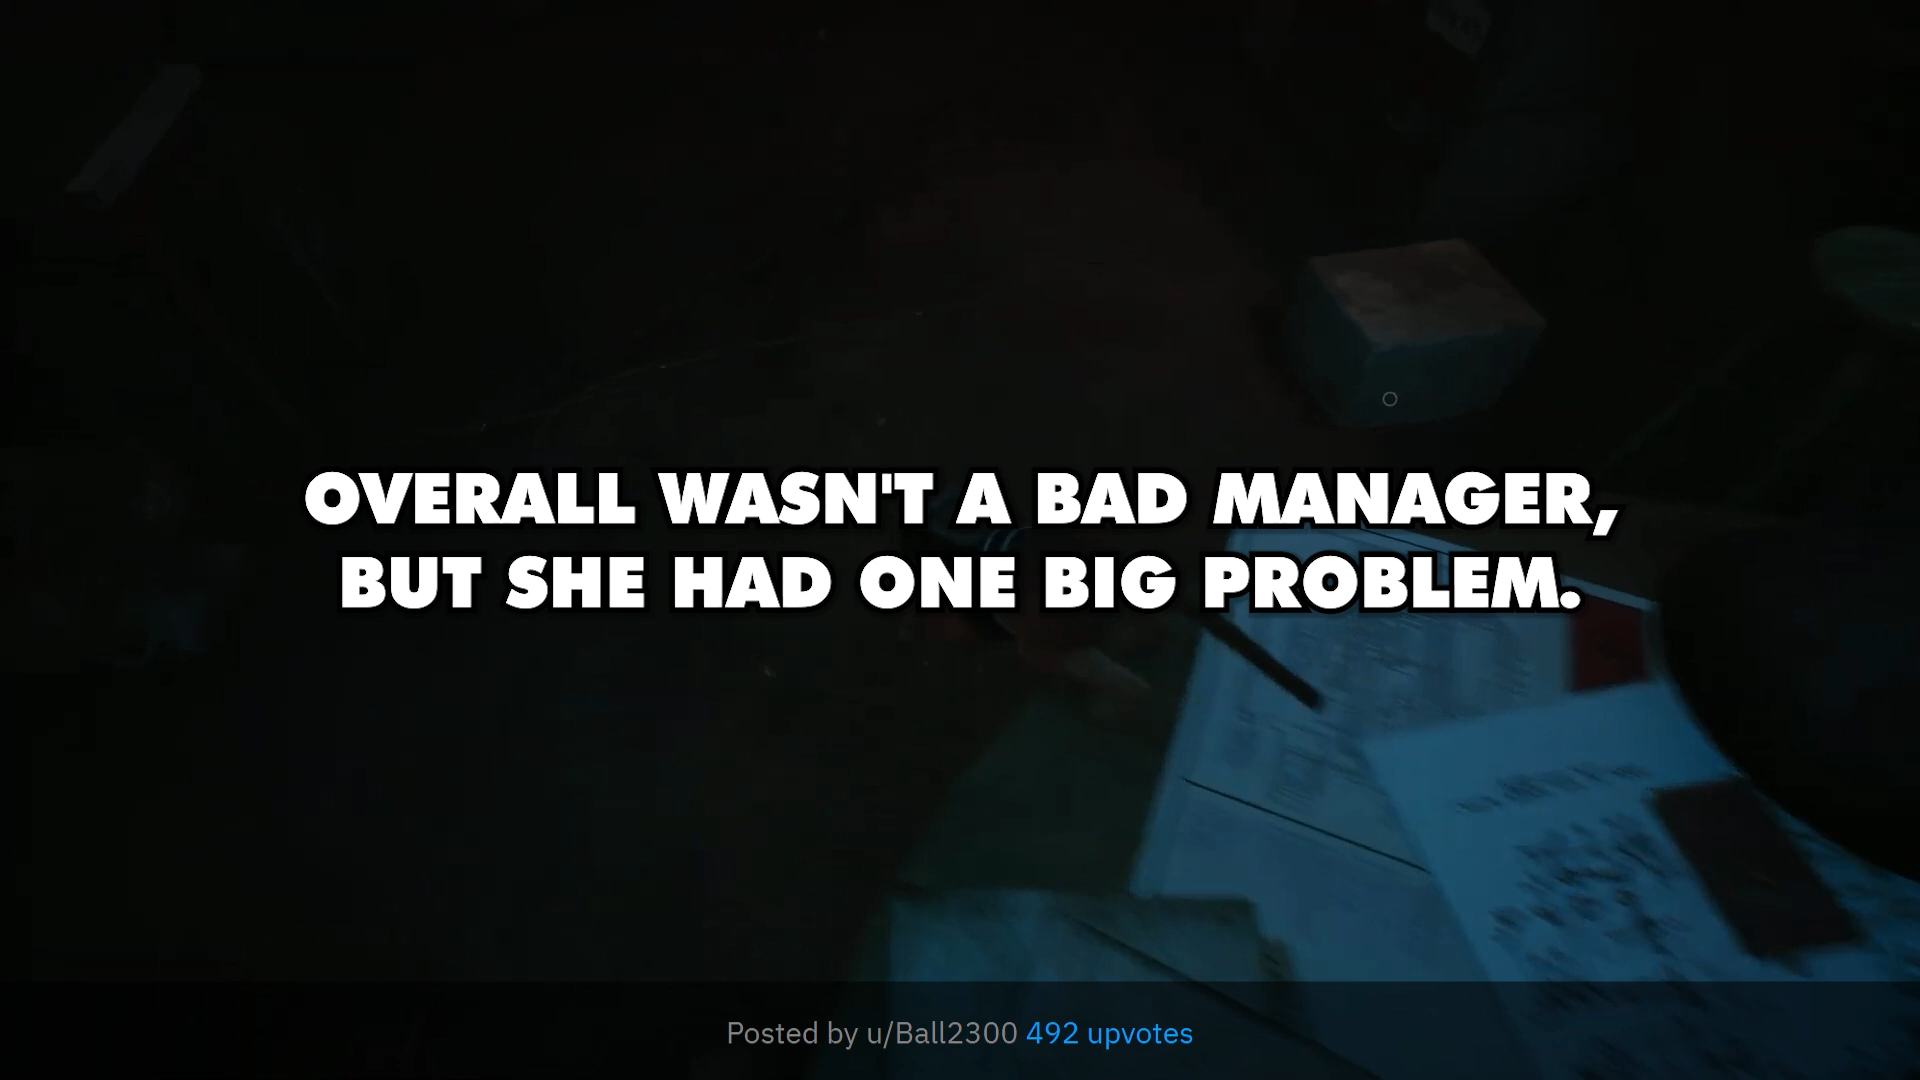 OVERALL WASN'T A BAD MANAGER,
BUT SHE HAD ONE BIG PROBLEM.
Posted by u/Ball2300 492 upvotes